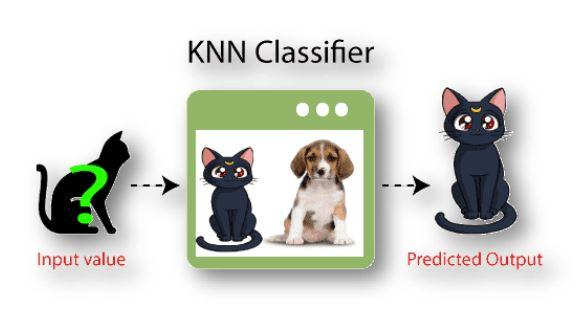 KNN Classifier
?
Input value
Predicted Output